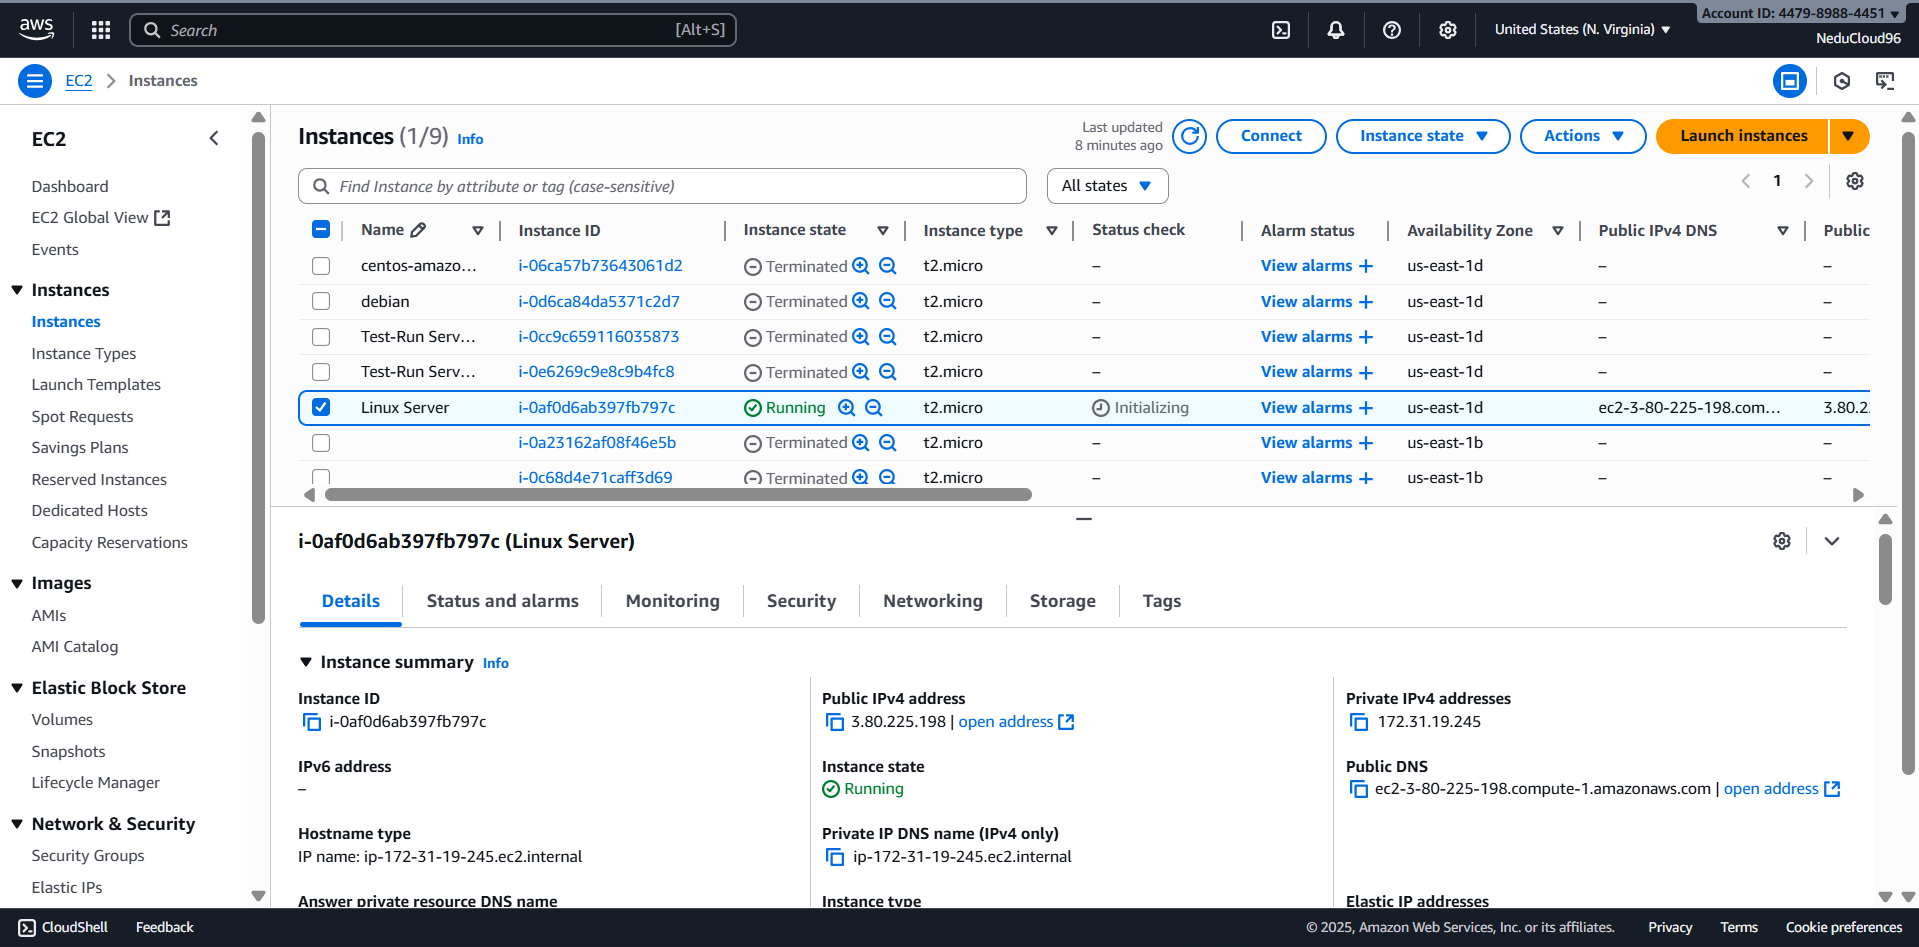 aws
Search [Alt+S]
United States (N. Virginia)
Account ID: 4479-8988-4451
NeduCloud96
EC2 Instances
EC2
Dashboard
EC2 Global View
Events
Instances
Instances
Instance Types
Launch Templates
Spot Requests
Savings Plans
Reserved Instances
Dedicated Hosts
Capacity Reservations
Images
AMIs
AMI Catalog
Elastic Block Store
Volumes
Snapshots
Lifecycle Manager
Network & Security
Security Groups
Elastic IPs
Instances (1/9) Info
Last updated
8 minutes ago
Connect
Instance state
Actions
Launch instances
Find Instance by attribute or tag (case-sensitive)
All states
1
Name Instance ID Instance state Instance type Status check Alarm status Availability Zone Public IPv4 DNS Public
centos-amazo... i-06ca57b73643061d2 Terminated t2.micro – View alarms + us-east-1d – –
debian i-0d6ca84da5371c2d7 Terminated t2.micro – View alarms + us-east-1d – –
Test-Run Serv... i-0cc9c659116035873 Terminated t2.micro – View alarms + us-east-1d – –
Test-Run Serv... i-0e6269c9e8c9b4fc8 Terminated t2.micro – View alarms + us-east-1d – –
Linux Server i-0af0d6ab397fb797c Running t2.micro Initializing View alarms + us-east-1d ec2-3-80-225-198.com... 3.80.2
i-0a23162af08f46e5b Terminated t2.micro – View alarms + us-east-1b – –
i-0c68d4e71caff3d69 Terminated t2.micro – View alarms + us-east-1b – –
i-0af0d6ab397fb797c (Linux Server)
Details Status and alarms Monitoring Security Networking Storage Tags
Instance summary Info
Instance ID
i-0af0d6ab397fb797c
IPv6 address
–
Hostname type
IP name: ip-172-31-19-245.ec2.internal
Answer private resource DNS name
Public IPv4 address
3.80.225.198 | open address
Instance state
Running
Private IP DNS name (IPv4 only)
ip-172-31-19-245.ec2.internal
Instance type
Private IPv4 addresses
172.31.19.245
Public DNS
ec2-3-80-225-198.compute-1.amazonaws.com | open address
Elastic IP addresses
CloudShell Feedback
© 2025, Amazon Web Services, Inc. or its affiliates. Privacy Terms Cookie preferences